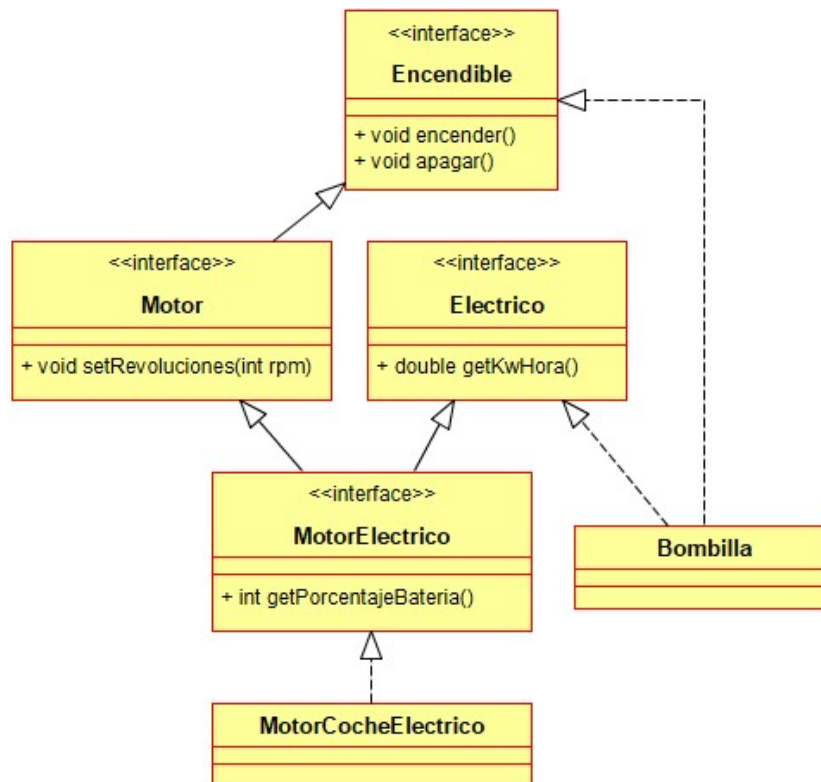 <<interface>>
Encendible
+ void encender()
+ void apagar()
<<interface>>
Motor
+ void setRevoluciones(int rpm)
<<interface>>
Electrico
+ double getKwHora()
<<interface>>
MotorElectrico
+ int getPorcentajeBateria()
Bombilla
MotorCocheElectrico